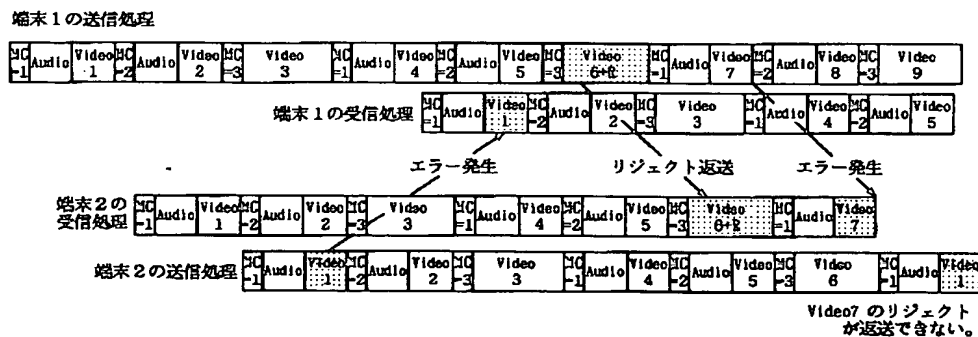 端末1の送信処理
MC=1 Audio Video 1 MC=2 Audio Video 2 MC=3 Video 3 MC=1 Audio Video 4 MC=2 Audio Video 5 MC=3 Video 6+R MC=1 Audio Video 7 MC=2 Audio Video 8 MC=3 Video 9
端末1の受信処理
MC=1 Audio Video 1 MC=2 Audio Video 2 MC=3 Video 3 MC=1 Audio Video 4 MC=2 Audio Video 5
エラー発生 リジェクト返送 エラー発生
端末2の
受信処理
MC=1 Audio Video 1 MC=2 Audio Video 2 MC=3 Video 3 MC=1 Audio Video 4 MC=2 Audio Video 5 MC=3 Video 6+R MC=1 Audio Video 7
端末2の送信処理
MC=1 Audio Video 1 MC=2 Audio Video 2 MC=3 Video 3 MC=1 Audio Video 4 MC=2 Audio Video 5 MC=3 Video 6 MC=1 Audio Video 1
Video7 のリジェクト
が返送できない。